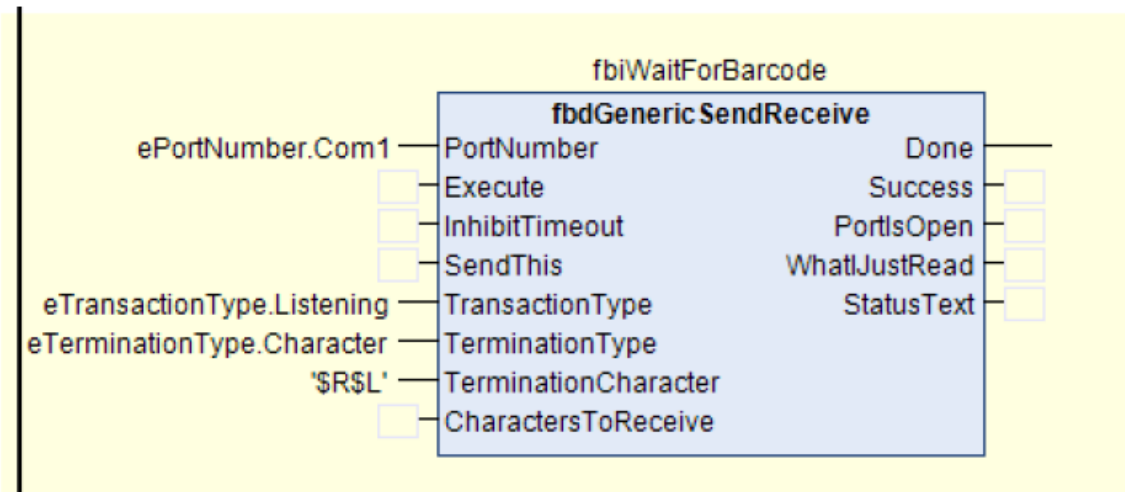 fbiWaitForBarcode
fbdGenericSendReceive
ePortNumber.Com1 PortNumber Done
Execute Success
InhibitTimeout PortIsOpen
SendThis WhatIJustRead
eTransactionType.Listening TransactionType StatusText
eTerminationType.Character TerminationType
'$R$L' TerminationCharacter
CharactersToReceive